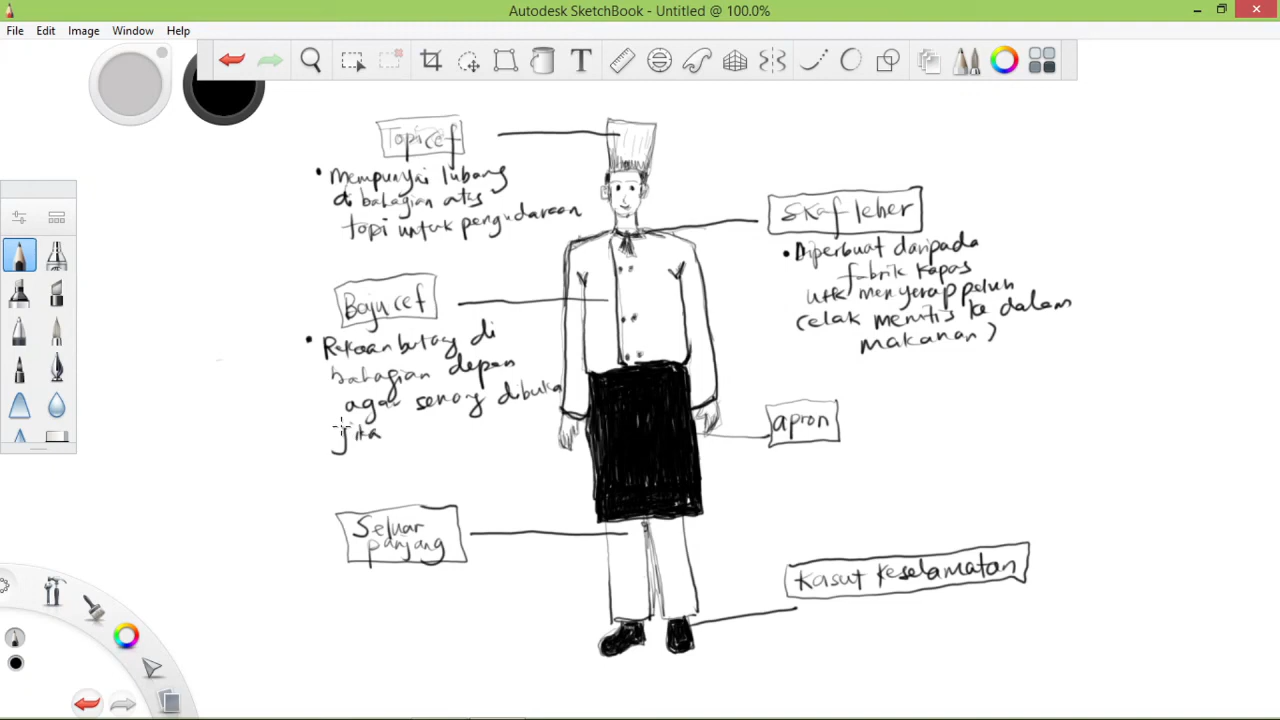 Autodesk SketchBook - Untitled @ 100.0%
File Edit Image Window Help
T
Topi cef
• Mempunyai lubang
di bahagian atas
topi untuk pengudaraan
Skaf leher
• Diperbuat daripada
fabrik kapas
utk menyerap peluh
(elak menitis ke dalam
makanan)
Baju cef
• Rekaan butang di
bahagian depan
agar senang dibuka
jika
apron
Seluar
panjang
Kasut keselamatan